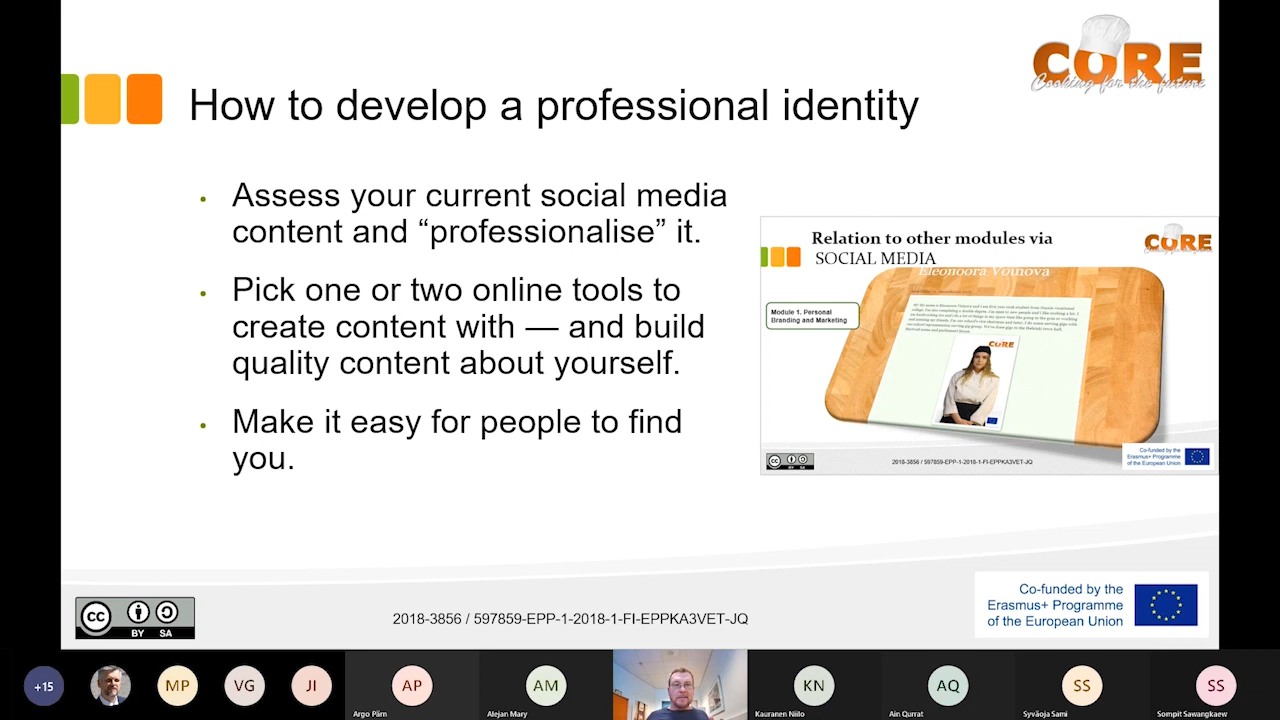 CORE
Cooking for the future
How to develop a professional identity
• Assess your current social media
content and “professionalise” it.
• Pick one or two online tools to
create content with — and build
quality content about yourself.
• Make it easy for people to find
you.
Relation to other modules via
SOCIAL MEDIA
CORE
Eleonoora Voinova
Module 1. Personal
Branding and Marketing
CORE
CC BY SA
2018-3856 / 597859-EPP-1-2018-1-FI-EPPKA3VET-JQ
Co-funded by the
Erasmus+ Programme
of the European Union
CC BY SA
2018-3856 / 597859-EPP-1-2018-1-FI-EPPKA3VET-JQ
Co-funded by the
Erasmus+ Programme
of the European Union
+15
MP
VG
JI
AP
AM
KN
AQ
SS
SS
Argo Pärn
Alejan Mary
Kauranen Niilo
Ain Qurrat
Syväoja Sami
Sompit Sawangkaew